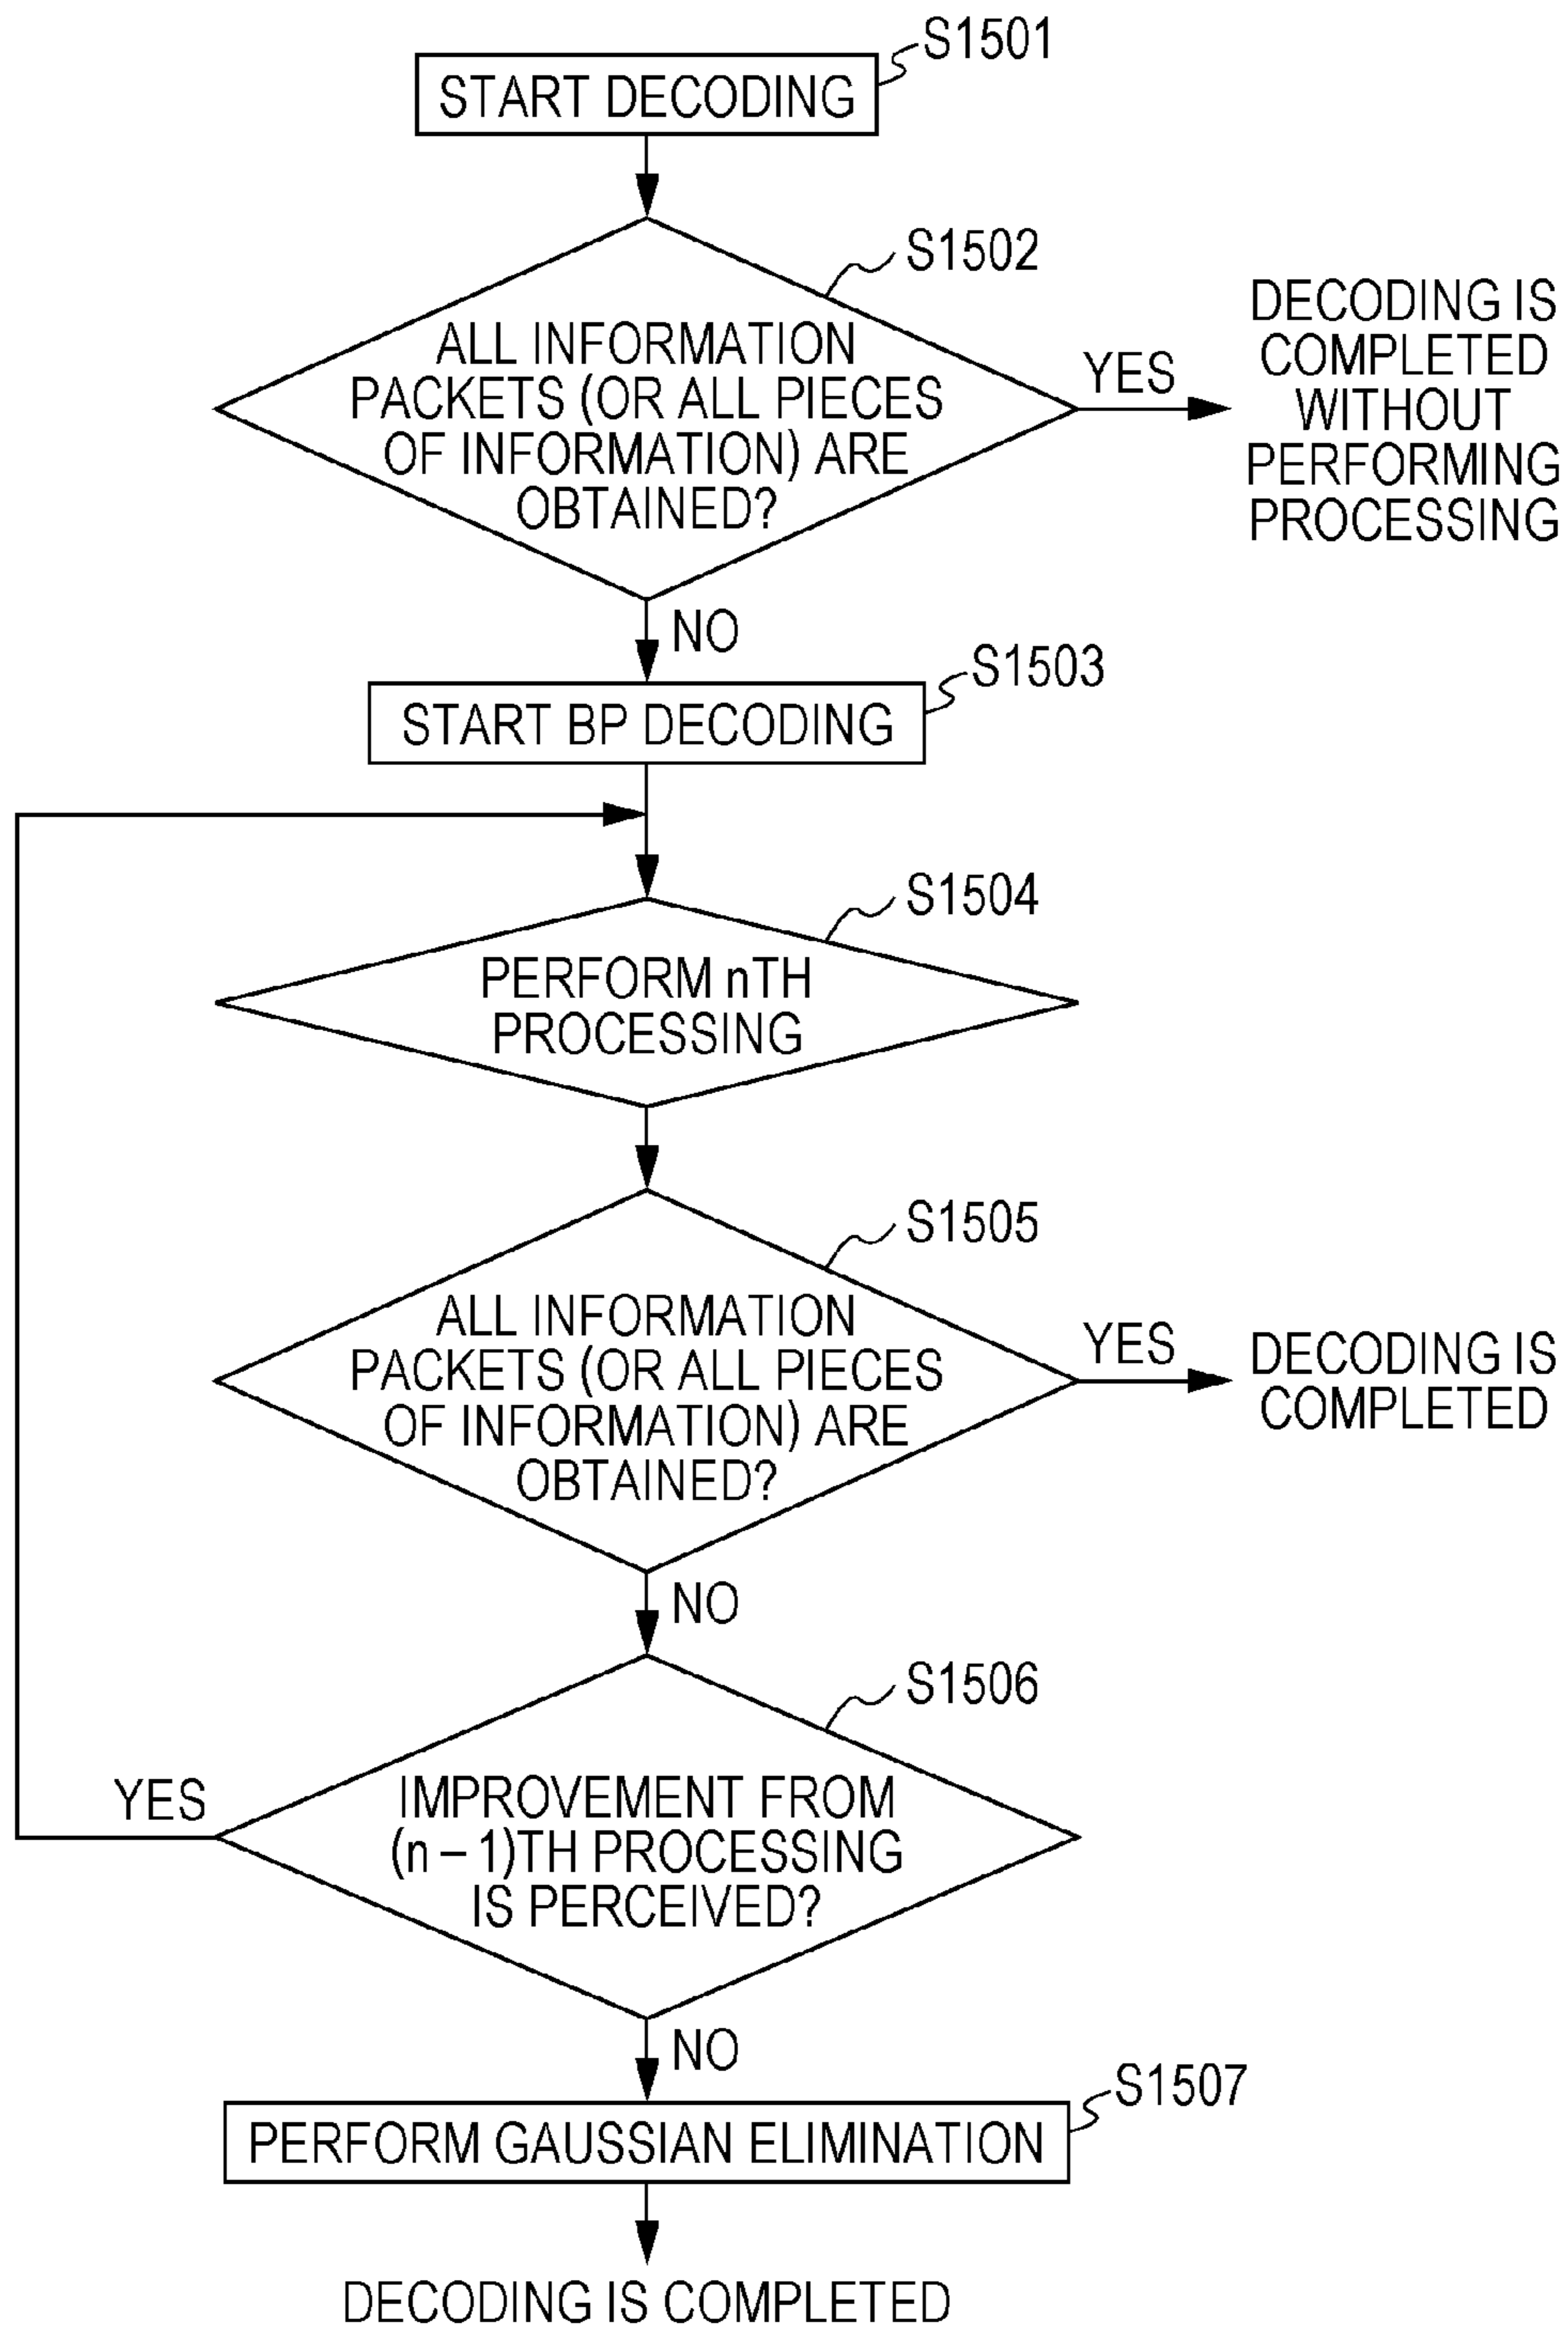 S1501
START DECODING
S1502
ALL INFORMATION
PACKETS (OR ALL PIECES
OF INFORMATION) ARE
OBTAINED?
YES
DECODING IS
COMPLETED
WITHOUT
PERFORMING
PROCESSING
NO
S1503
START BP DECODING
S1504
PERFORM nTH
PROCESSING
S1505
ALL INFORMATION
PACKETS (OR ALL PIECES
OF INFORMATION) ARE
OBTAINED?
YES
DECODING IS
COMPLETED
NO
S1506
IMPROVEMENT FROM
(n – 1)TH PROCESSING
IS PERCEIVED?
YES
NO
S1507
PERFORM GAUSSIAN ELIMINATION
DECODING IS COMPLETED